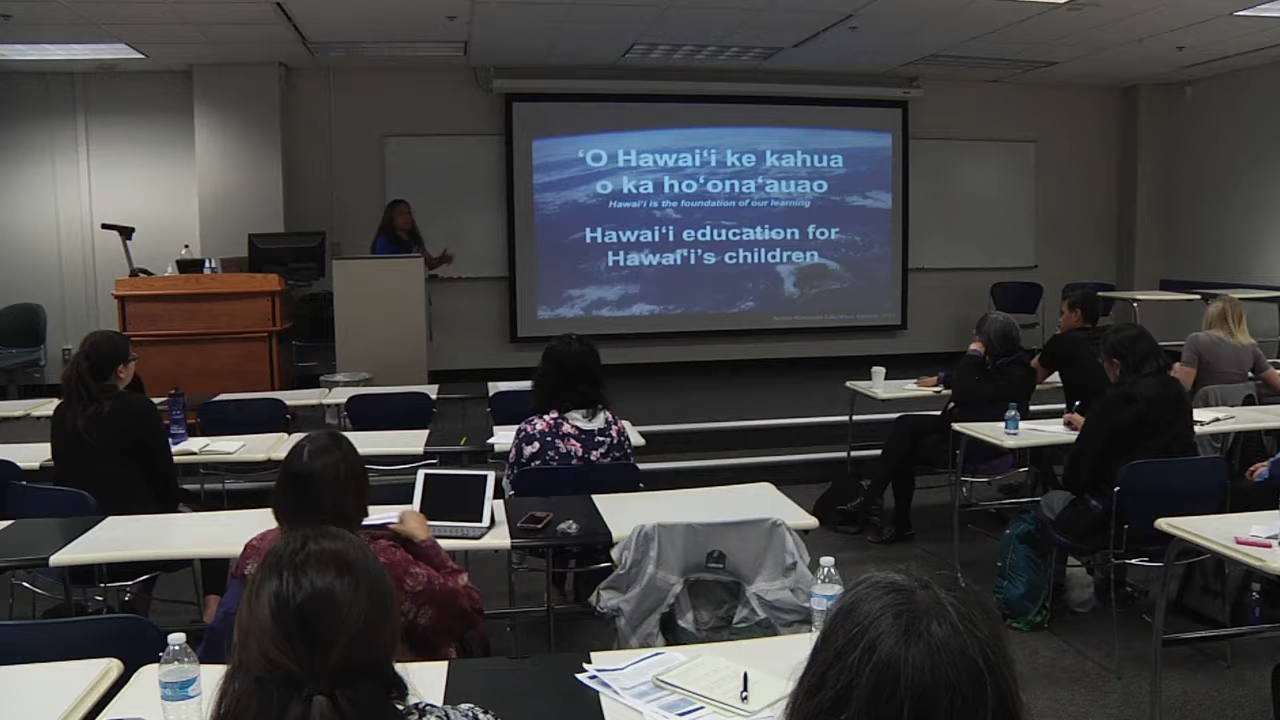 ʻO Hawaiʻi ke kahua
o ka hoʻonaʻauao
Hawaiʻi is the foundation of our learning
Hawaiʻi education for
Hawaiʻi's children